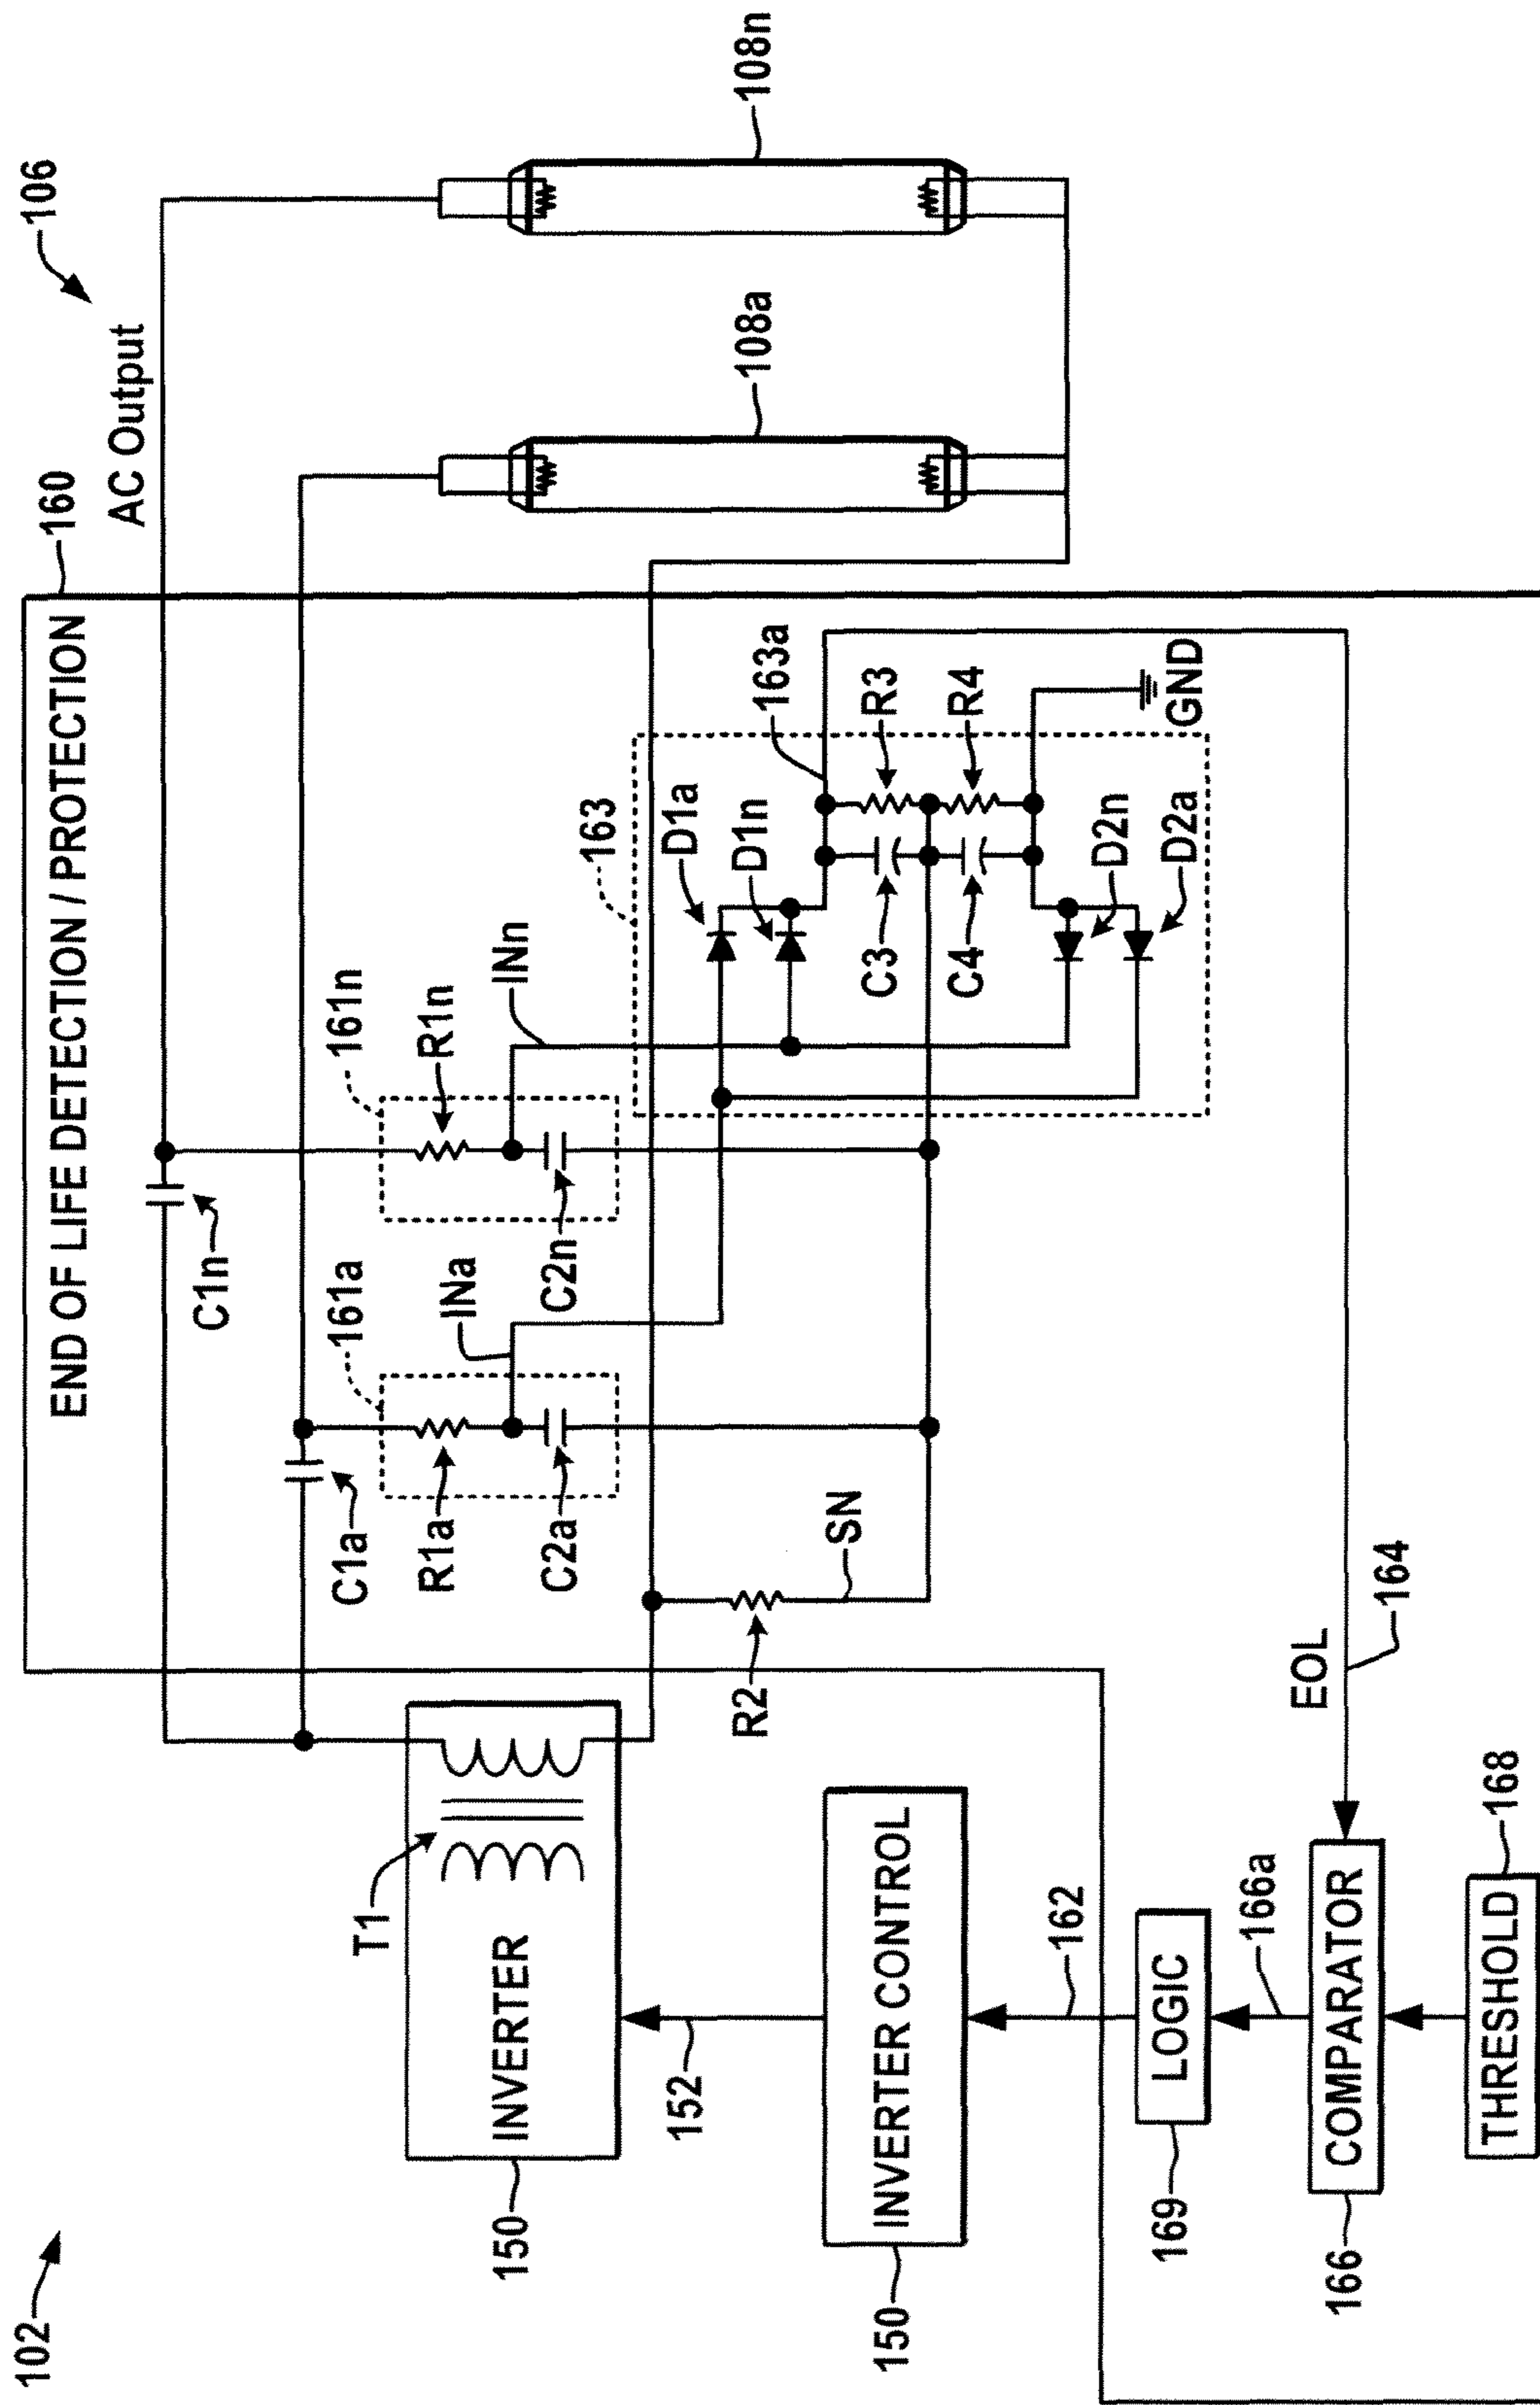 102
106
160
AC Output
END OF LIFE DETECTION / PROTECTION
C1n
161n
R1n
INn
C2n
C1a
161a
R1a
INa
C2a
108a
108n
T1
INVERTER
150
R2
SN
163
163a
D1a
D1n
C3
R3
C4
R4
D2n
D2a
GND
152
INVERTER CONTROL
150
162
LOGIC
169
166a
EOL
164
COMPARATOR
166
THRESHOLD
168